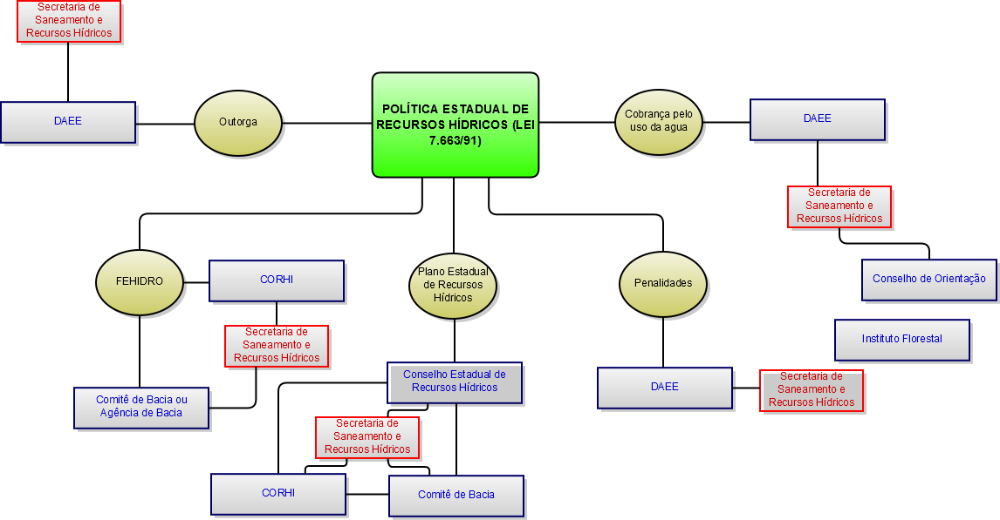 Secretaria de
Saneamento e
Recursos Hídricos
DAEE
Outorga
POLÍTICA ESTADUAL DE
RECURSOS HÍDRICOS (LEI
7.663/91)
Cobrança pelo
uso da agua
DAEE
Secretaria de
Saneamento e
Recursos Hídricos
Conselho de Orientação
Instituto Florestal
FEHIDRO
CORHI
Secretaria de
Saneamento e
Recursos Hídricos
Comitê de Bacia ou
Agência de Bacia
Plano Estadual
de Recursos
Hídricos
Conselho Estadual de
Recursos Hídricos
Secretaria de
Saneamento e
Recursos Hídricos
CORHI
Comitê de Bacia
Penalidades
DAEE
Secretaria de
Saneamento e
Recursos Hídricos